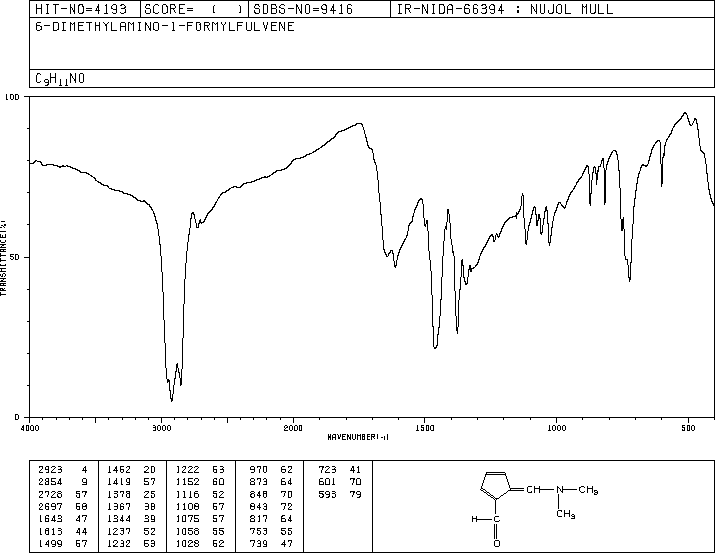 HIT-NO=4193 SCORE= ( ) SDBS-NO=9416 IR-NIDA-66394 : NUJOL MULL
6-DIMETHYLAMINO-1-FORMYLFULVENE
C9H11NO
100
TRANSMITTANCE(%)
50
0
4000 3000 2000 1500 1000 500
WAVENUMBER(-1)
2923 4 1462 20 1222 53 970 62 723 41
2854 9 1419 57 1152 60 873 64 601 70
2728 57 1378 25 1116 52 848 70 593 79
2697 58 1367 38 1108 57 843 72
1643 47 1344 39 1075 57 817 64
1613 44 1237 52 1058 55 753 55
1499 57 1232 53 1028 52 739 47
CH N CH3
H C CH3
O